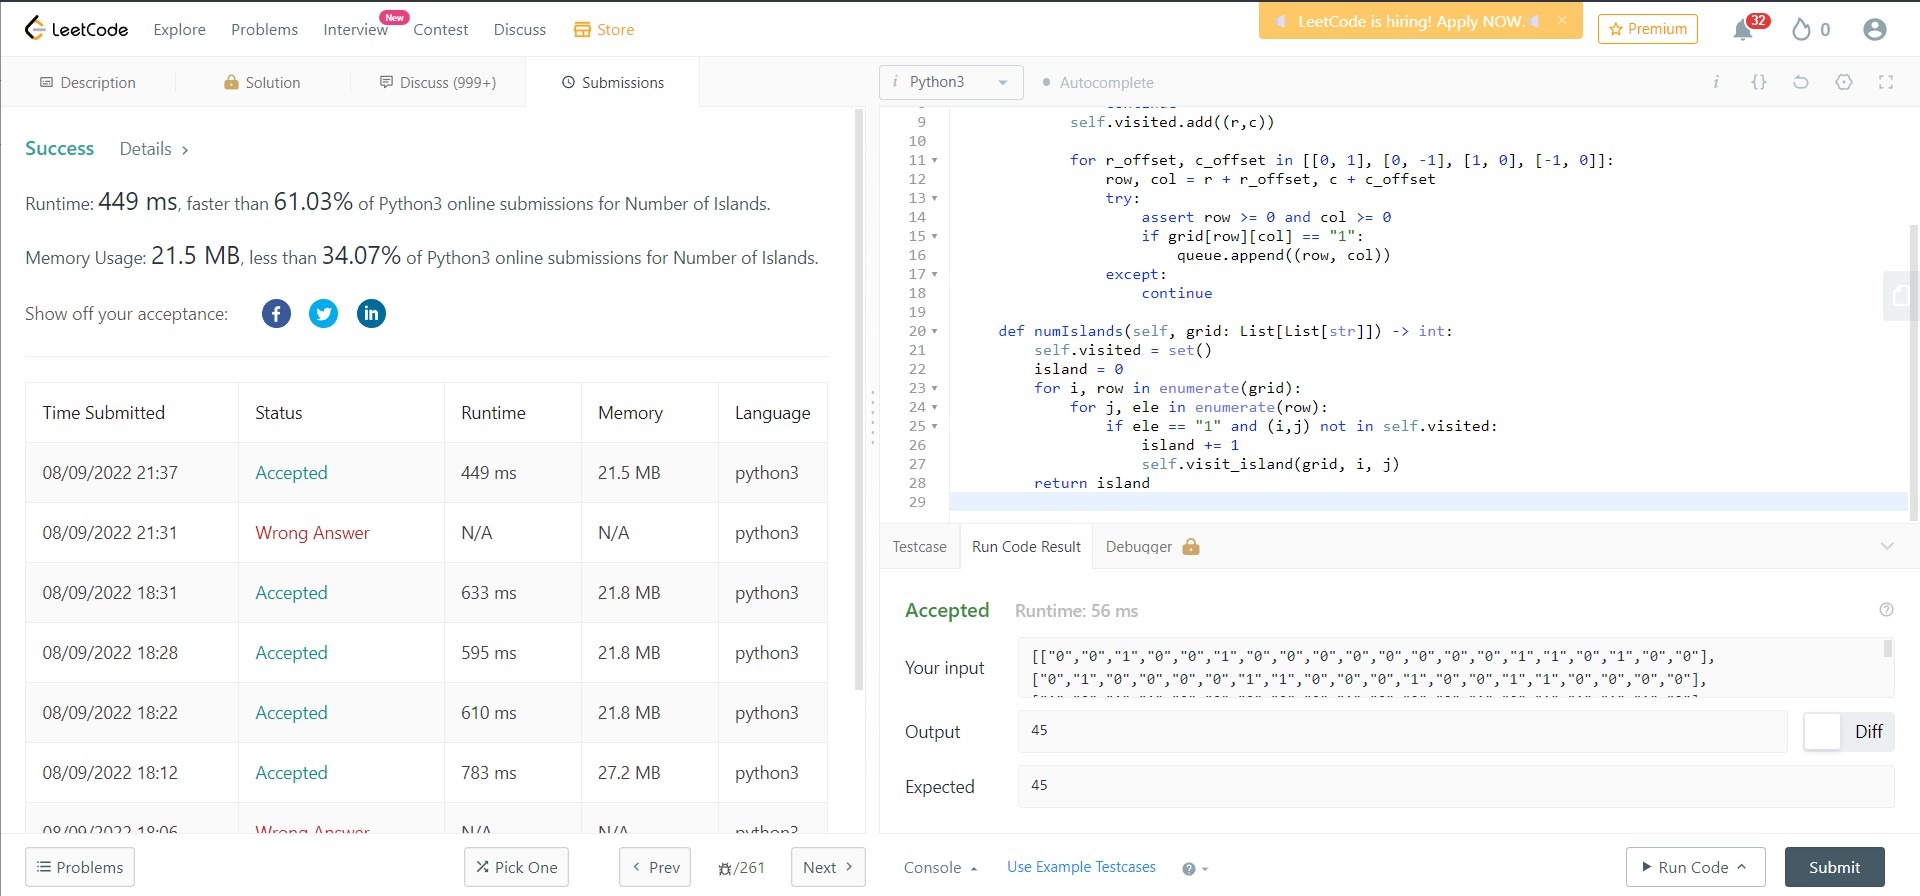 LeetCode Explore Problems Interview New Contest Discuss Store LeetCode is hiring! Apply NOW. × Premium 32 0
Description Solution Discuss (999+) Submissions
i Python3 Autocomplete i {}
Success Details >
Runtime: 449 ms, faster than 61.03% of Python3 online submissions for Number of Islands.
Memory Usage: 21.5 MB, less than 34.07% of Python3 online submissions for Number of Islands.
Show off your acceptance:
Time Submitted Status Runtime Memory Language
08/09/2022 21:37 Accepted 449 ms 21.5 MB python3
08/09/2022 21:31 Wrong Answer N/A N/A python3
08/09/2022 18:31 Accepted 633 ms 21.8 MB python3
08/09/2022 18:28 Accepted 595 ms 21.8 MB python3
08/09/2022 18:22 Accepted 610 ms 21.8 MB python3
08/09/2022 18:12 Accepted 783 ms 27.2 MB python3
08/09/2022 18:06 Wrong Answer N/A N/A python3
9 self.visited.add((r,c))
10
11 for r_offset, c_offset in [[0, 1], [0, -1], [1, 0], [-1, 0]]:
12 row, col = r + r_offset, c + c_offset
13 try:
14 assert row >= 0 and col >= 0
15 if grid[row][col] == "1":
16 queue.append((row, col))
17 except:
18 continue
19
20 def numIslands(self, grid: List[List[str]]) -> int:
21 self.visited = set()
22 island = 0
23 for i, row in enumerate(grid):
24 for j, ele in enumerate(row):
25 if ele == "1" and (i,j) not in self.visited:
26 island += 1
27 self.visit_island(grid, i, j)
28 return island
29
Testcase Run Code Result Debugger
Accepted Runtime: 56 ms
Your input
[["0","0","1","0","0","1","0","0","0","0","0","0","0","0","1","1","0","1","0","0"],
["0","1","0","0","0","0","1","1","0","0","0","1","0","0","1","1","0","0","0","0"],
Output 45 Diff
Expected 45
Problems Pick One < Prev /261 Next > Console Use Example Testcases Run Code Submit